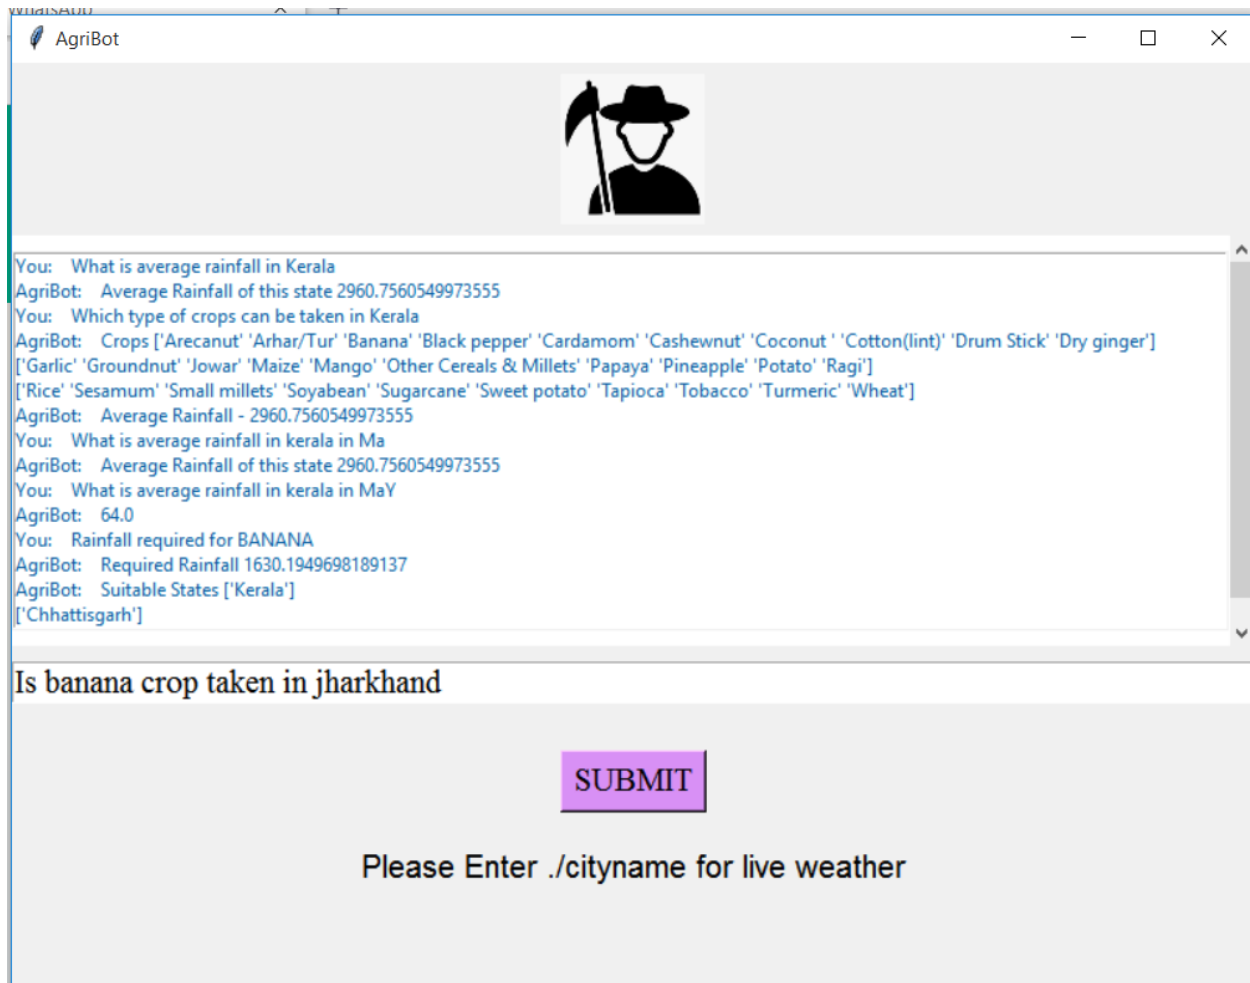 WhatsApp
AgriBot
You: What is average rainfall in Kerala
AgriBot: Average Rainfall of this state 2960.7560549973555
You: Which type of crops can be taken in Kerala
AgriBot: Crops ['Arecanut' 'Arhar/Tur' 'Banana' 'Black pepper' 'Cardamom' 'Cashewnut' 'Coconut ' 'Cotton(lint)' 'Drum Stick' 'Dry ginger']
['Garlic' 'Groundnut' 'Jowar' 'Maize' 'Mango' 'Other Cereals & Millets' 'Papaya' 'Pineapple' 'Potato' 'Ragi']
['Rice' 'Sesamum' 'Small millets' 'Soyabean' 'Sugarcane' 'Sweet potato' 'Tapioca' 'Tobacco' 'Turmeric' 'Wheat']
AgriBot: Average Rainfall - 2960.7560549973555
You: What is average rainfall in kerala in Ma
AgriBot: Average Rainfall of this state 2960.7560549973555
You: What is average rainfall in kerala in MaY
AgriBot: 64.0
You: Rainfall required for BANANA
AgriBot: Required Rainfall 1630.1949698189137
AgriBot: Suitable States ['Kerala']
['Chhattisgarh']
Is banana crop taken in jharkhand
SUBMIT
Please Enter ./cityname for live weather